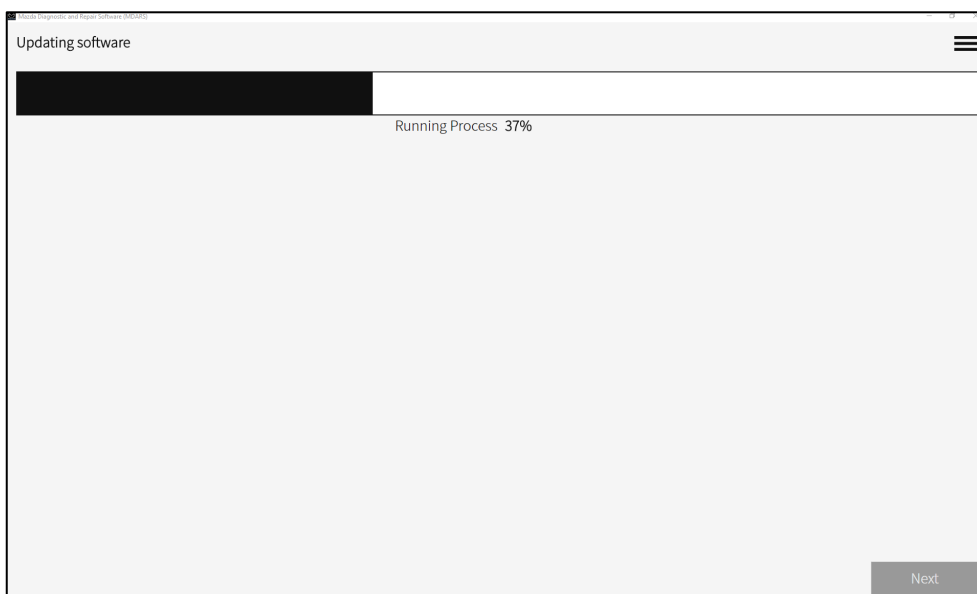 Mazda Diagnostic and Repair Software (MDARS)
Updating software
Running Process 37%
Next